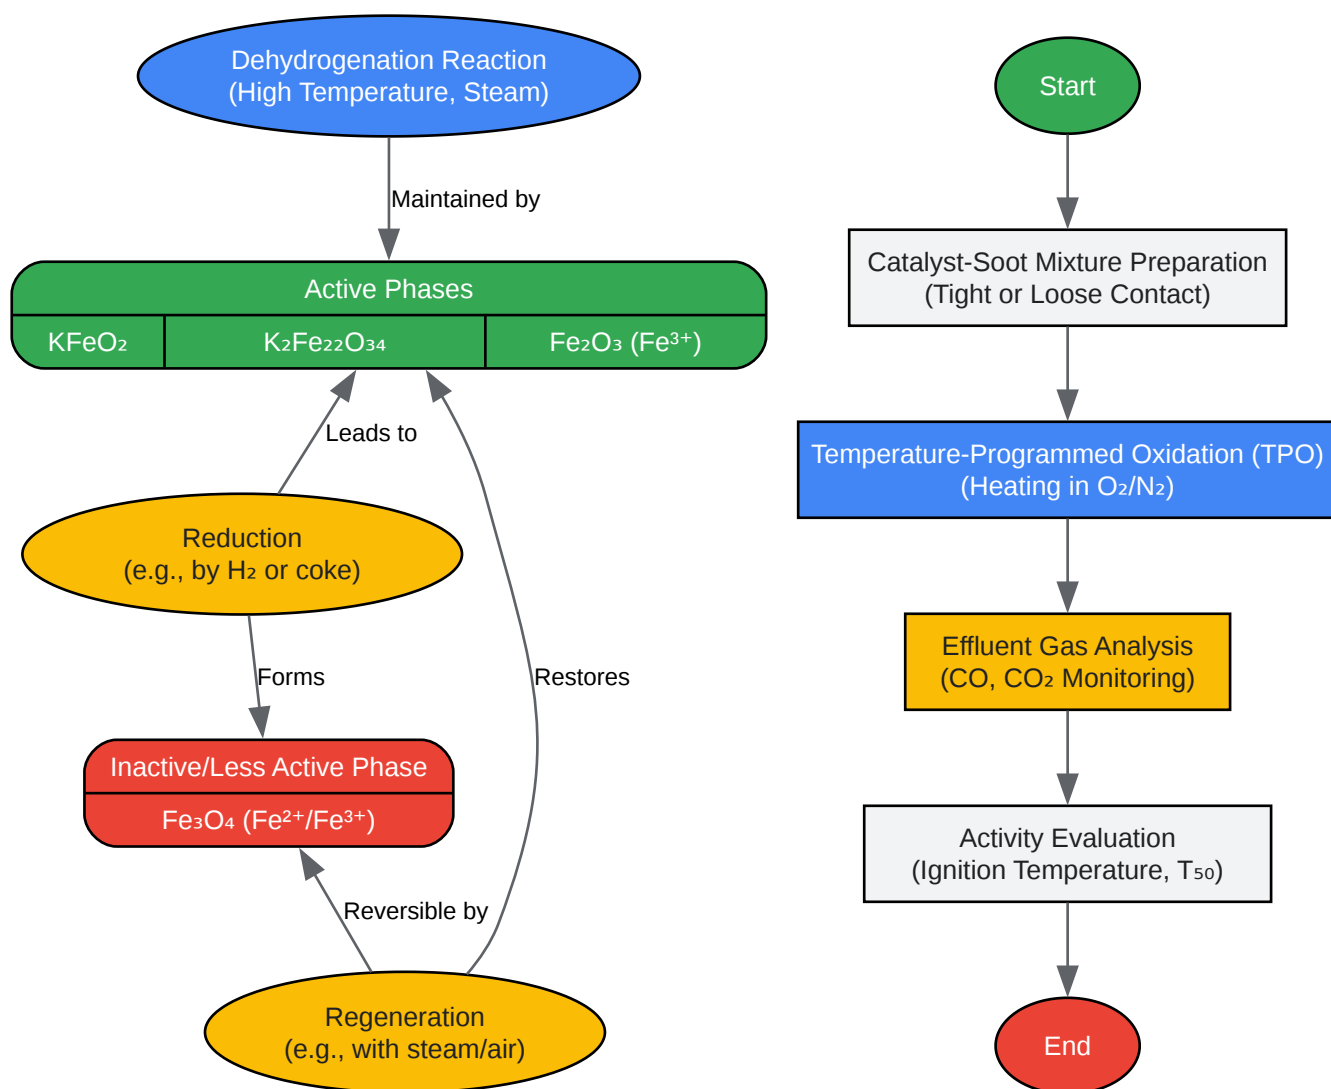 Dehydrogenation Reaction
(High Temperature, Steam)
Maintained by
Active Phases
KFeO₂
K₂Fe₂₂O₃₄
Fe₂O₃ (Fe³⁺)
Leads to
Reduction
(e.g., by H₂ or coke)
Forms
Restores
Inactive/Less Active Phase
Fe₃O₄ (Fe²⁺/Fe³⁺)
Reversible by
Regeneration
(e.g., with steam/air)
Start
Catalyst-Soot Mixture Preparation
(Tight or Loose Contact)
Temperature-Programmed Oxidation (TPO)
(Heating in O₂/N₂)
Effluent Gas Analysis
(CO, CO₂ Monitoring)
Activity Evaluation
(Ignition Temperature, T₅₀)
End